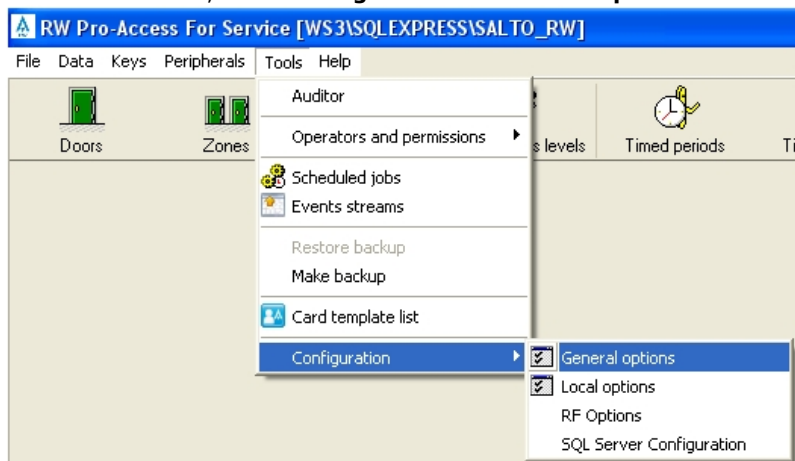 RW Pro-Access For Service [WS3\SQLEXPRESS\SALTO_RW]
File Data Keys Peripherals Tools Help
Doors Zones s levels Timed periods Ti
Auditor
Operators and permissions
Scheduled jobs
Events streams
Restore backup
Make backup
Card template list
Configuration
General options
Local options
RF Options
SQL Server Configuration